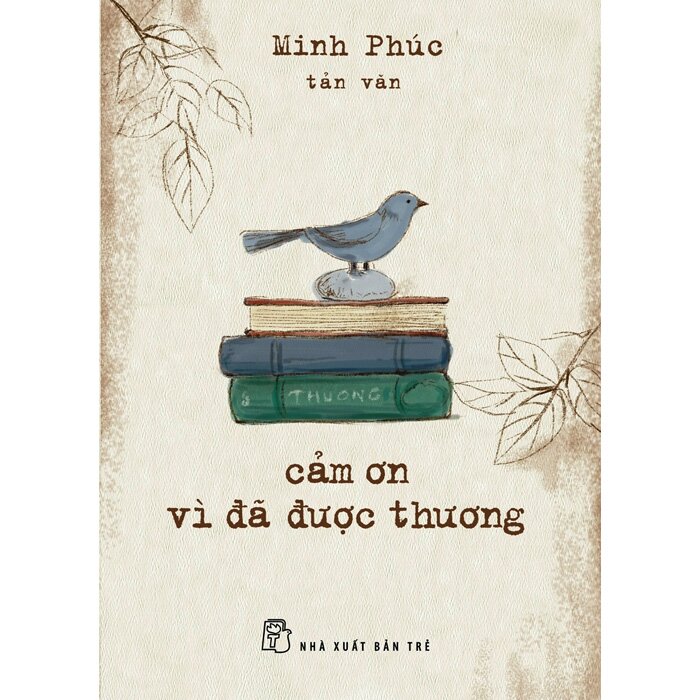 Minh Phúc
tản văn
THUONG
cảm ơn
vì đã được thương
NHÀ XUẤT BẢN TRẺ